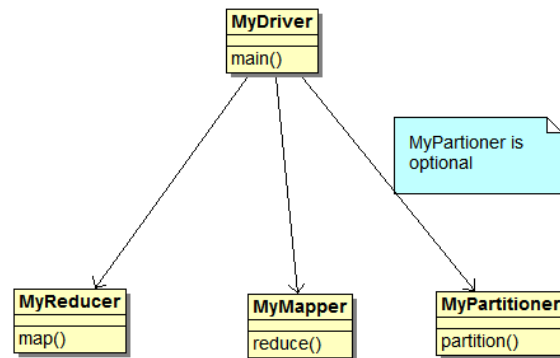 MyDriver
main()
MyPartioner is
optional
MyReducer
map()
MyMapper
reduce()
MyPartitioner
partition()